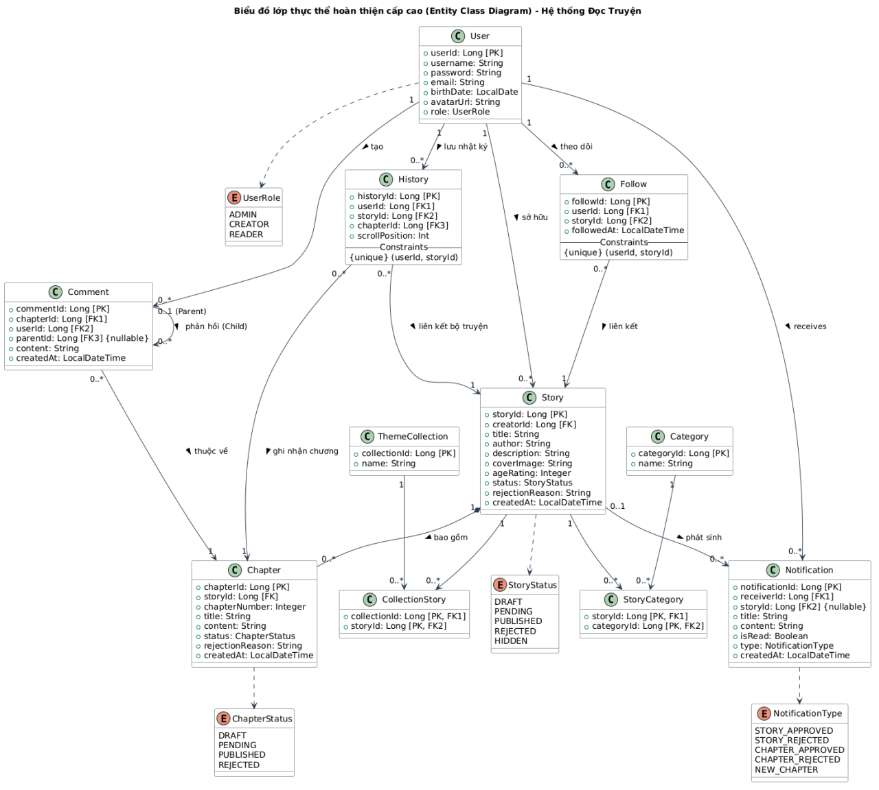 Biểu đồ lớp thực thể hoàn thiện cấp cao (Entity Class Diagram) - Hệ thống Đọc Truyện
C User
userId: Long [PK]
username: String
password: String
email: String
birthDate: LocalDate
avatarUrl: String
role: UserRole
1
1
1
1
1
tạo
lưu nhật ký
sở hữu
theo dõi
receives
E UserRole
ADMIN
CREATOR
READER
0..*
C History
historyId: Long [PK]
userId: Long [FK1]
storyId: Long [FK2]
chapterId: Long [FK3]
scrollPosition: Int
Constraints
{unique} (userId, storyId)
0..*
0..*
0..*
C Follow
followId: Long [PK]
userId: Long [FK1]
storyId: Long [FK2]
followedAt: LocalDateTime
Constraints
{unique} (userId, storyId)
0..*
C Comment
commentId: Long [PK]
chapterId: Long [FK1]
userId: Long [FK2]
parentId: Long [FK3] {nullable}
content: String
createdAt: LocalDateTime
0..*
0..1 (Parent)
phản hồi (Child)
0..*
0..*
liên kết bộ truyện
liên kết
1
0..*
1
C Story
storyId: Long [PK]
creatorId: Long [FK]
title: String
author: String
description: String
coverImage: String
ageRating: Integer
status: StoryStatus
rejectionReason: String
createdAt: LocalDateTime
C ThemeCollection
collectionId: Long [PK]
name: String
1
C Category
categoryId: Long [PK]
name: String
1
thuộc về
ghi nhận chương
1
1
1
0..1
bao gồm
phát sinh
1
1
0..*
0..*
0..*
0..*
0..*
0..*
0..*
C Chapter
chapterId: Long [PK]
storyId: Long [FK]
chapterNumber: Integer
title: String
content: String
status: ChapterStatus
rejectionReason: String
createdAt: LocalDateTime
C CollectionStory
collectionId: Long [PK, FK1]
storyId: Long [PK, FK2]
E StoryStatus
DRAFT
PENDING
PUBLISHED
REJECTED
HIDDEN
C StoryCategory
storyId: Long [PK, FK1]
categoryId: Long [PK, FK2]
C Notification
notificationId: Long [PK]
receiverId: Long [FK1]
storyId: Long [FK2] {nullable}
title: String
content: String
isRead: Boolean
type: NotificationType
createdAt: LocalDateTime
E ChapterStatus
DRAFT
PENDING
PUBLISHED
REJECTED
E NotificationType
STORY_APPROVED
STORY_REJECTED
CHAPTER_APPROVED
CHAPTER_REJECTED
NEW_CHAPTER